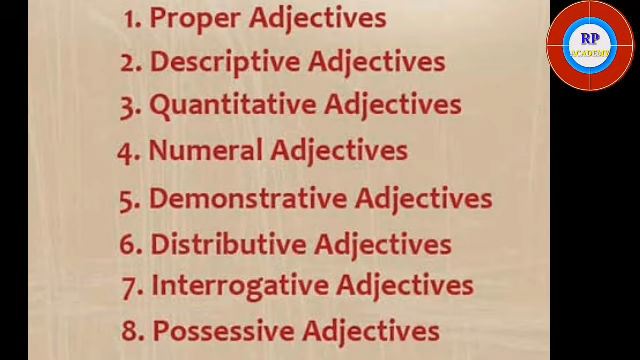 1. Proper Adjectives
2. Descriptive Adjectives
3. Quantitative Adjectives
4. Numeral Adjectives
5. Demonstrative Adjectives
6. Distributive Adjectives
7. Interrogative Adjectives
8. Possessive Adjectives
RP
ACADEMY